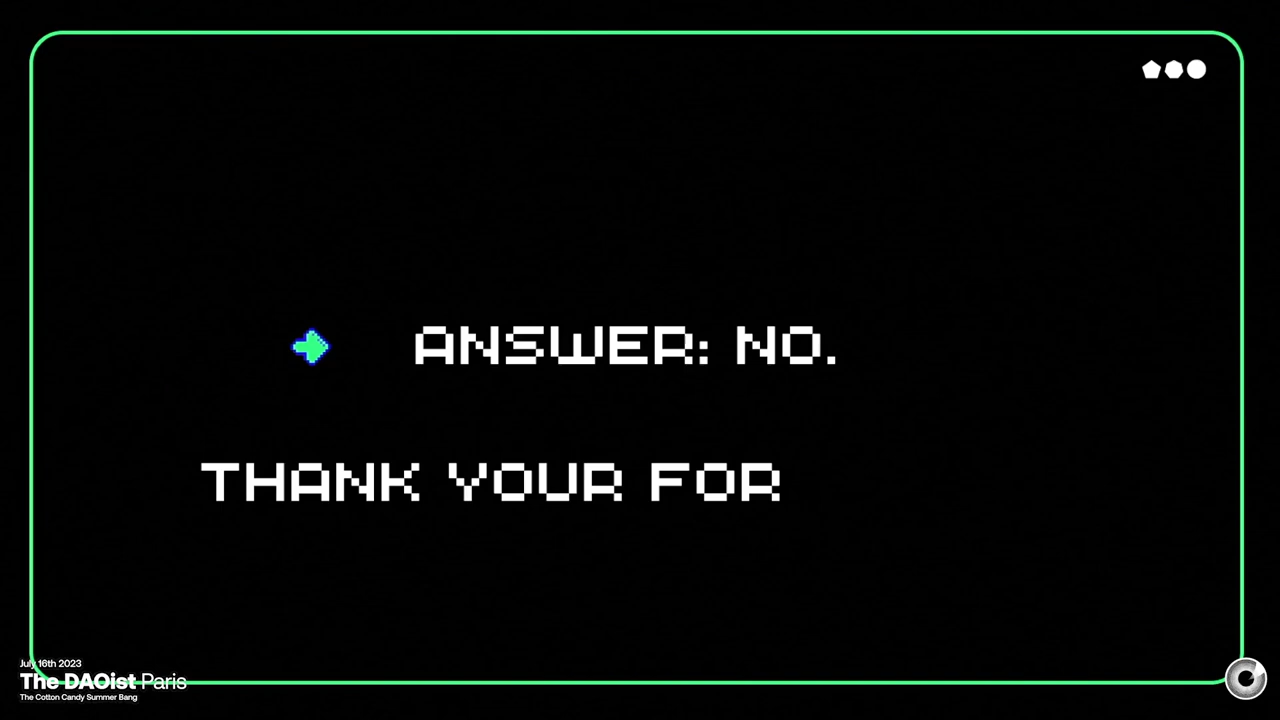 ANSWER: NO.
THANK YOUR FOR
July 16th 2023
The DAOist Paris
The Cotton Candy Summer Bang